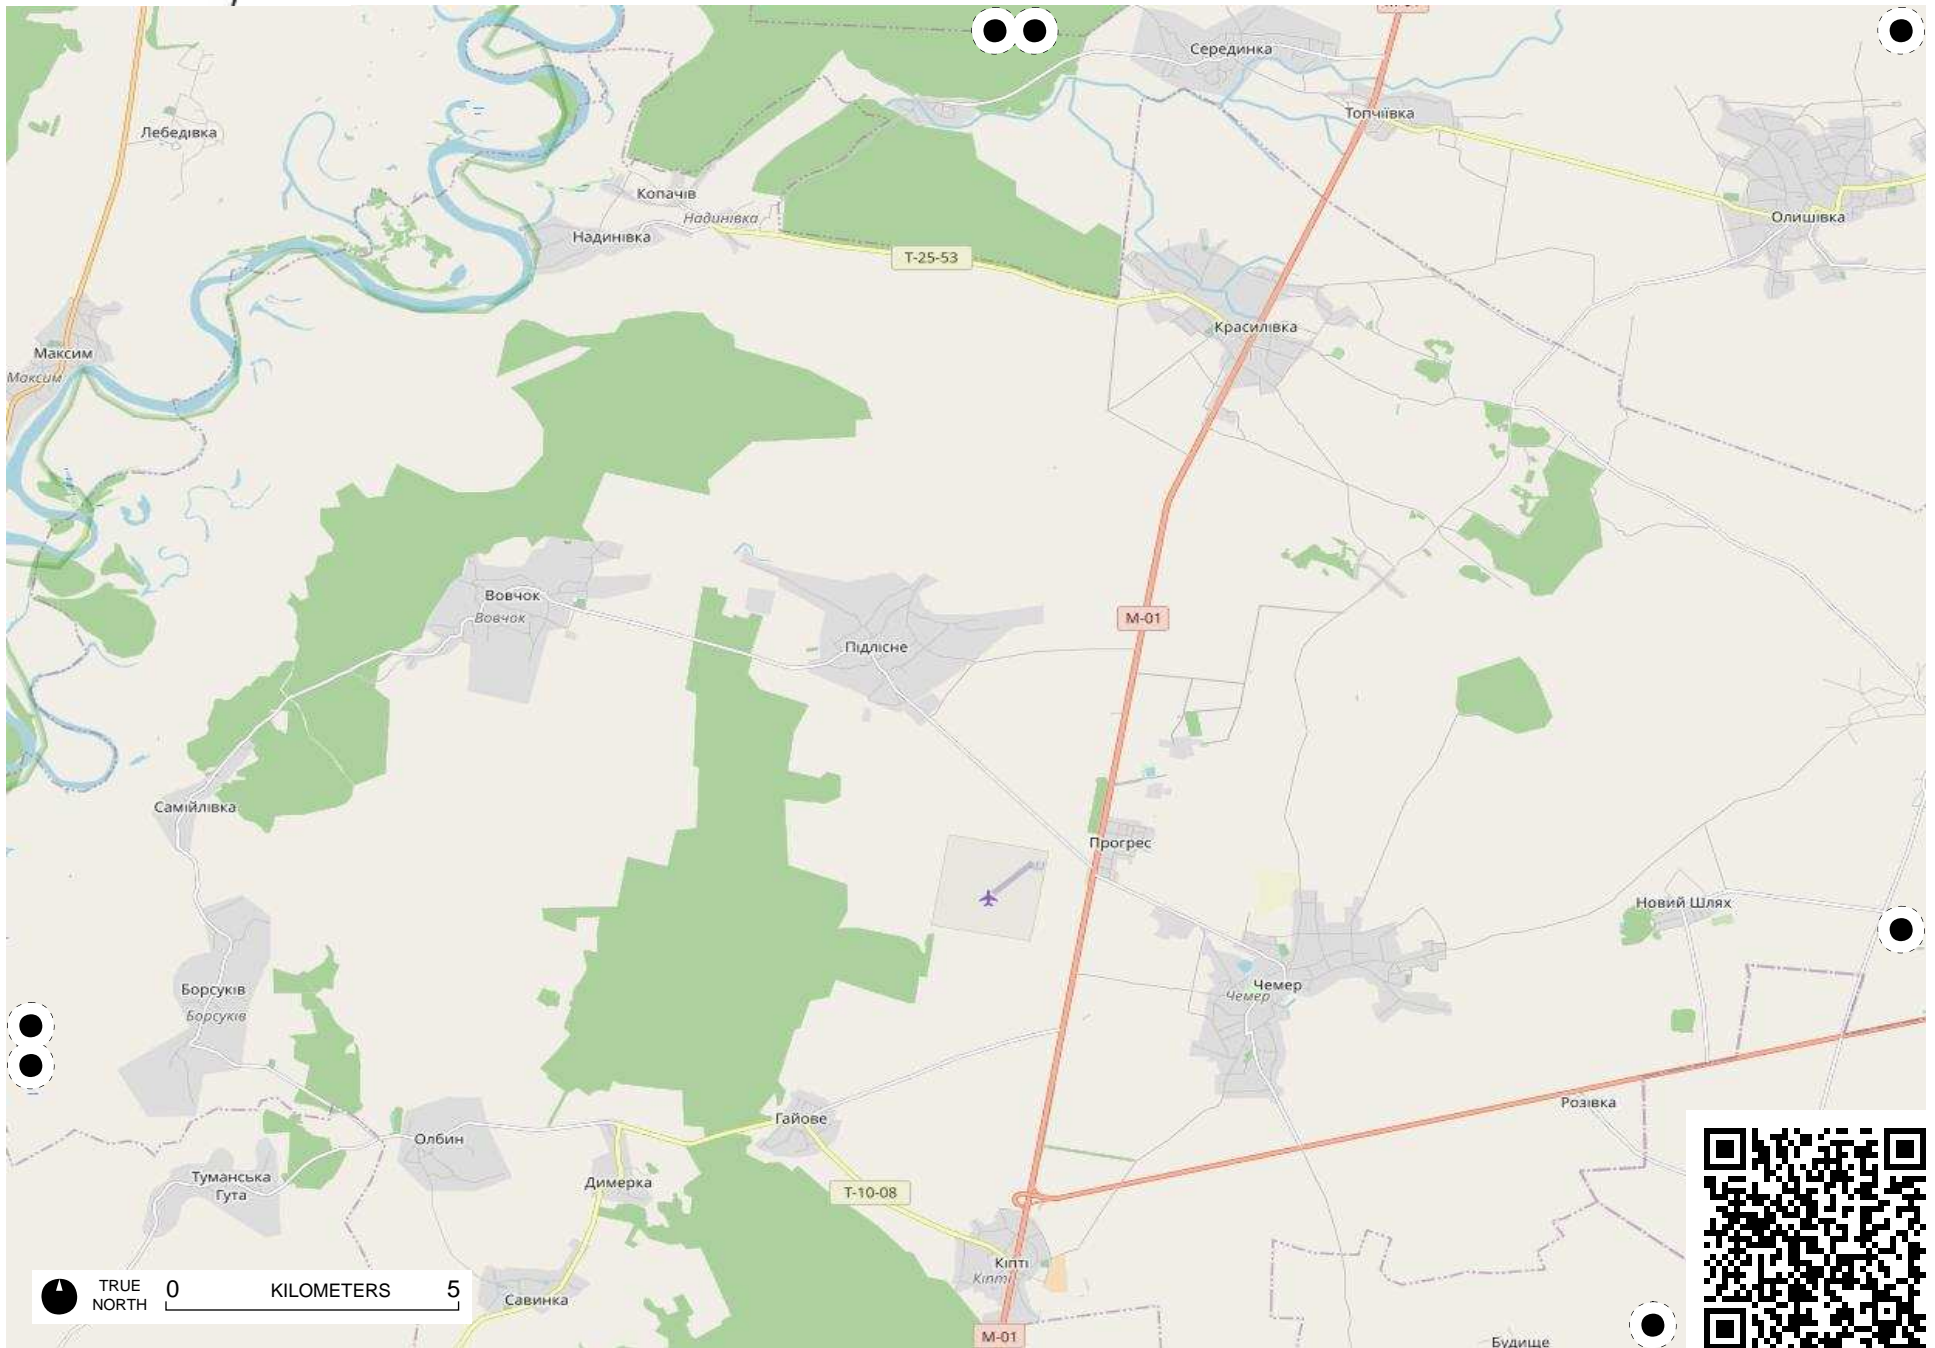 Серединка
Топчіївка
Лебедівка
Копачів
Надинівка
Олишівка
Надинівка
Т-25-53
Красилівка
Максим
Максим
Вовчок
Вовчок
М-01
Підлісне
Самійлівка
Прогрес
Новий Шлях
Борсуків
Борсуків
Чемер
Чемер
Розівка
Гайове
Олбин
Туманська
Гута
Димерка
Т-10-08
Кіпті
Кіпті
TRUE
NORTH
0 KILOMETERS 5
Савинка
М-01
Будище